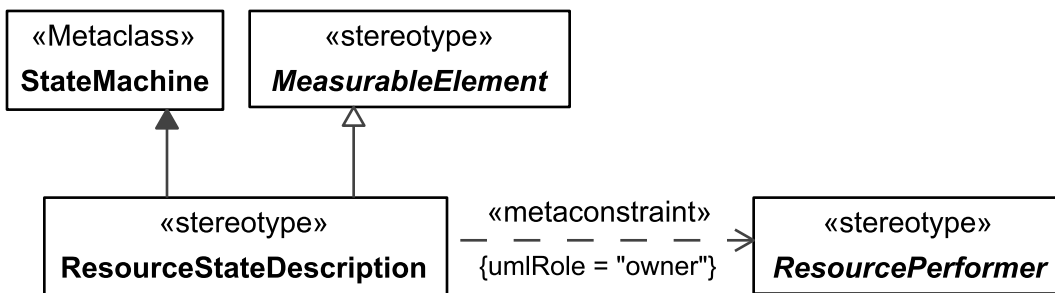 «Metaclass»
StateMachine
«stereotype»
MeasurableElement
«stereotype»
ResourceStateDescription
«metaconstraint»
{umlRole = "owner"}
«stereotype»
ResourcePerformer